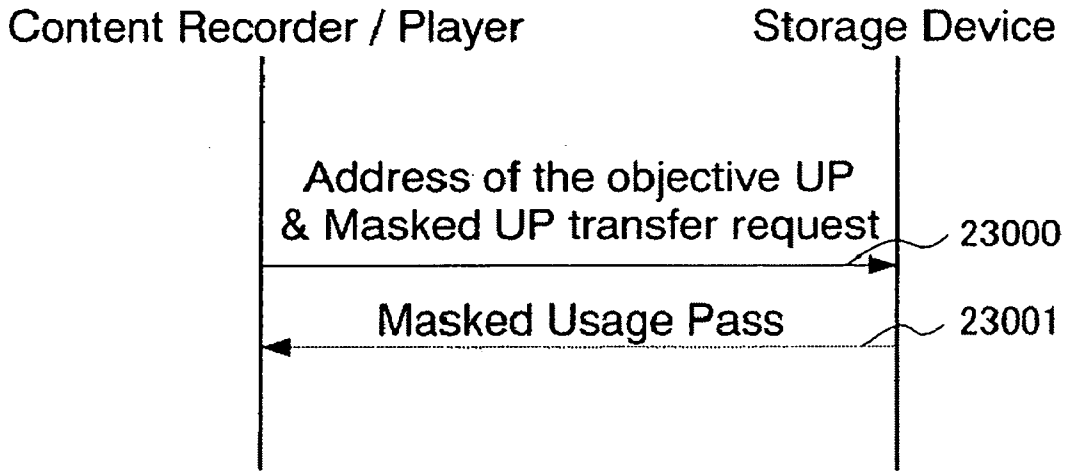 Content Recorder / Player
Storage Device
Address of the objective UP
& Masked UP transfer request
23000
Masked Usage Pass
23001